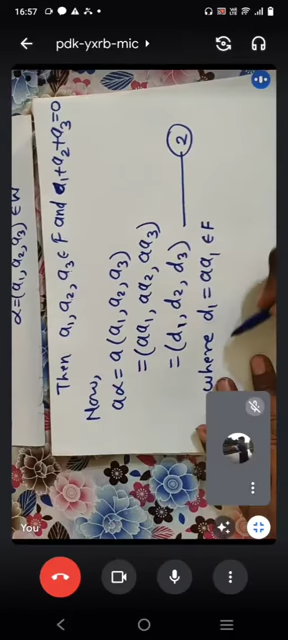 16:57
pdk-yxrb-mic
α=(a₁, a₂, a₃) ∈ W
Then a₁, a₂, a₃ ∈ F and a₁+a₂+a₃=0
Now,
aα = a(a₁, a₂, a₃)
= (aa₁, aa₂, aa₃)
= (d₁, d₂, d₃) ——— ②
where d₁ = aa₁ ∈ F
You